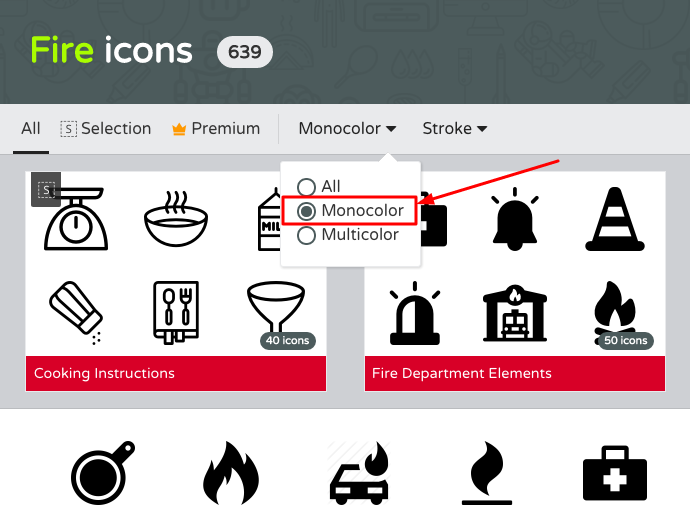 Fire icons 639
All S Selection Premium Monocolor Stroke
All
Monocolor
Multicolor
S
MIL
40 icons
50 icons
Cooking Instructions
Fire Department Elements